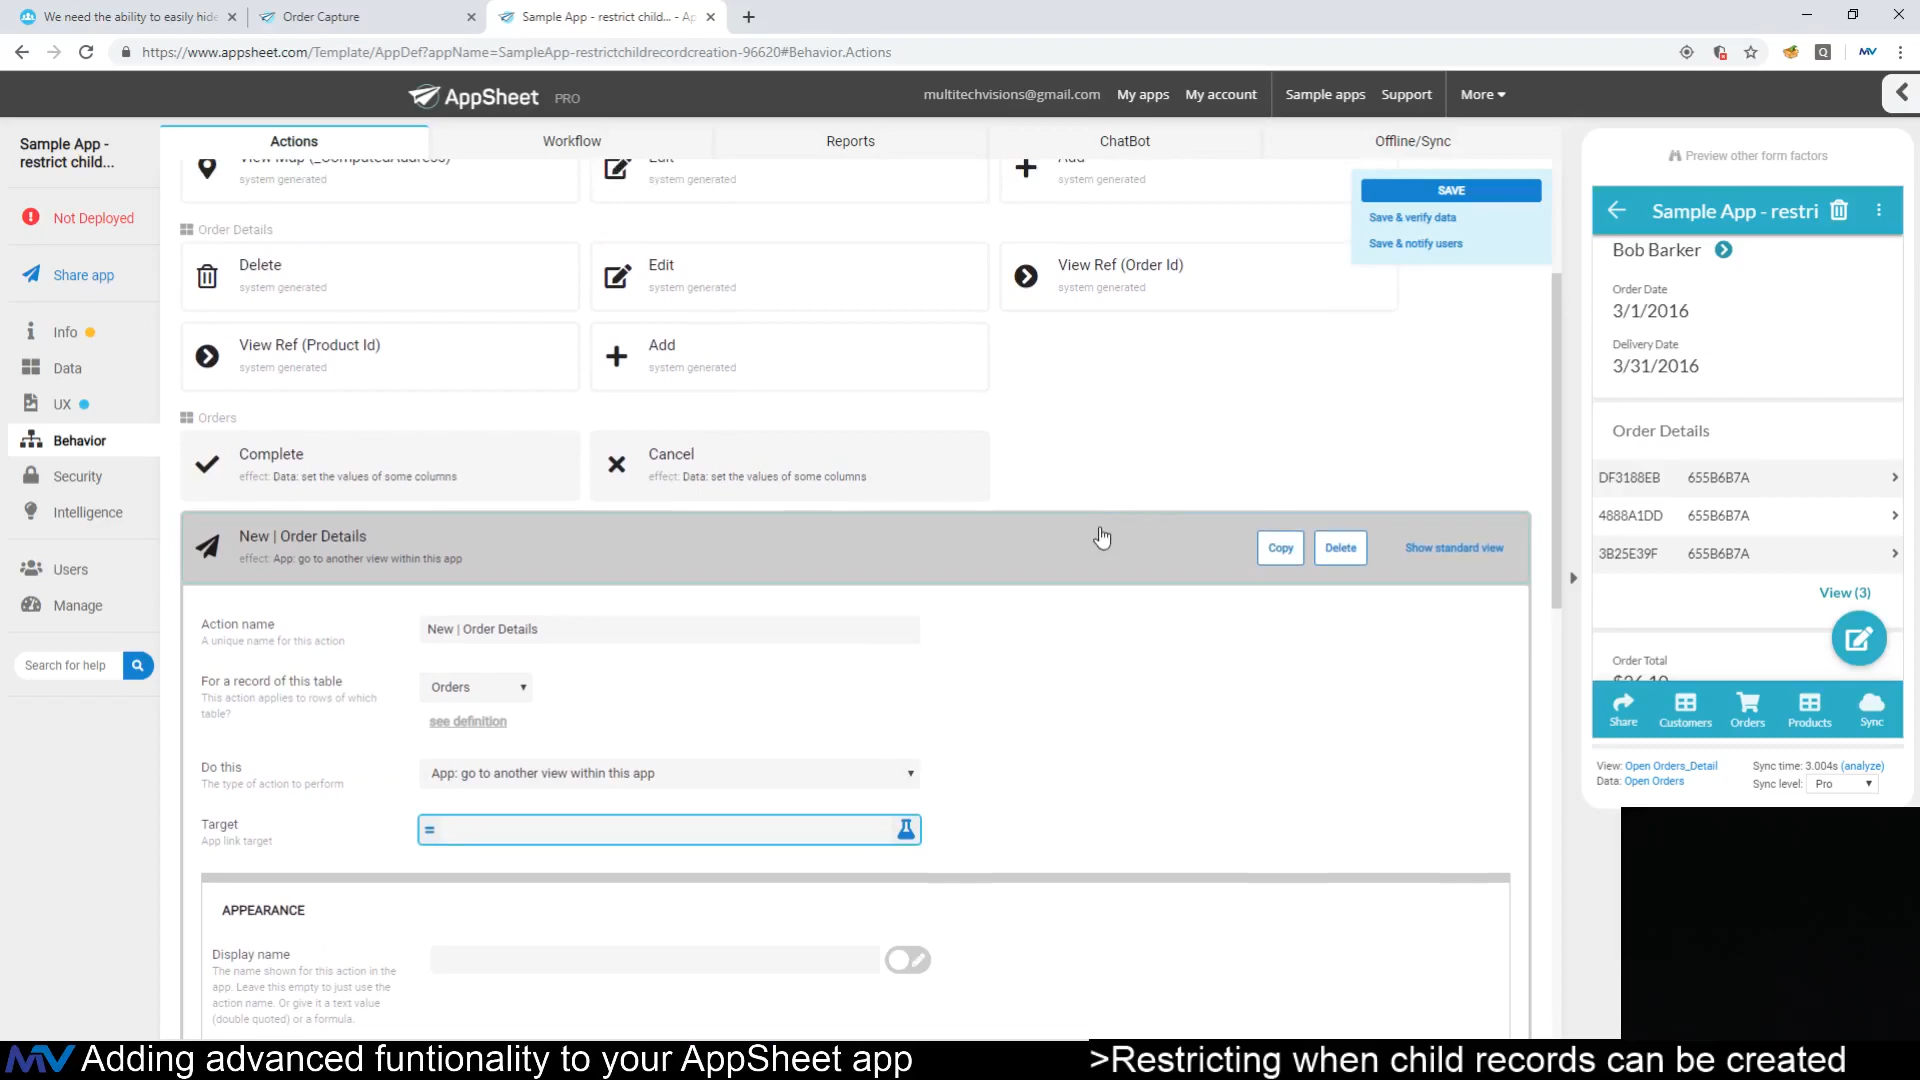 We need the ability to easily hide
Order Capture
Sample App - restrict child... - Ap
https://www.appsheet.com/Template/AppDef?appName=SampleApp-restrictchildrecordcreation-96620#Behavior.Actions
AppSheet PRO
multitechvisions@gmail.com
My apps
My account
Sample apps
Support
More
Sample App -
restrict child...
Not Deployed
Share app
Info
Data
UX
Behavior
Security
Intelligence
Users
Manage
Search for help
Actions
Workflow
Reports
ChatBot
Offline/Sync
View Map (_ComputedAddress)
system generated
Edit
system generated
Add
system generated
SAVE
Save & verify data
Save & notify users
Order Details
Delete
system generated
Edit
system generated
View Ref (Order Id)
system generated
View Ref (Product Id)
system generated
Add
system generated
Orders
Complete
effect: Data: set the values of some columns
Cancel
effect: Data: set the values of some columns
New | Order Details
effect: App: go to another view within this app
Copy
Delete
Show standard view
Action name
A unique name for this action
New | Order Details
For a record of this table
This action applies to rows of which
table?
Orders
see definition
Do this
The type of action to perform
App: go to another view within this app
Target
App link target
=
APPEARANCE
Display name
The name shown for this action in the
app. Leave this empty to just use the
action name. Or give it a text value
(double quoted) or a formula.
Preview other form factors
Sample App - restri
Bob Barker
Order Date
3/1/2016
Delivery Date
3/31/2016
Order Details
DF3188EB 655B6B7A
4888A1DD 655B6B7A
3B25E39F 655B6B7A
View (3)
Order Total
$26.10
Share
Customers
Orders
Products
Sync
View: Open Orders_Detail
Data: Open Orders
Sync time: 3.004s (analyze)
Sync level: Pro
MV Adding advanced funtionality to your AppSheet app
>Restricting when child records can be created